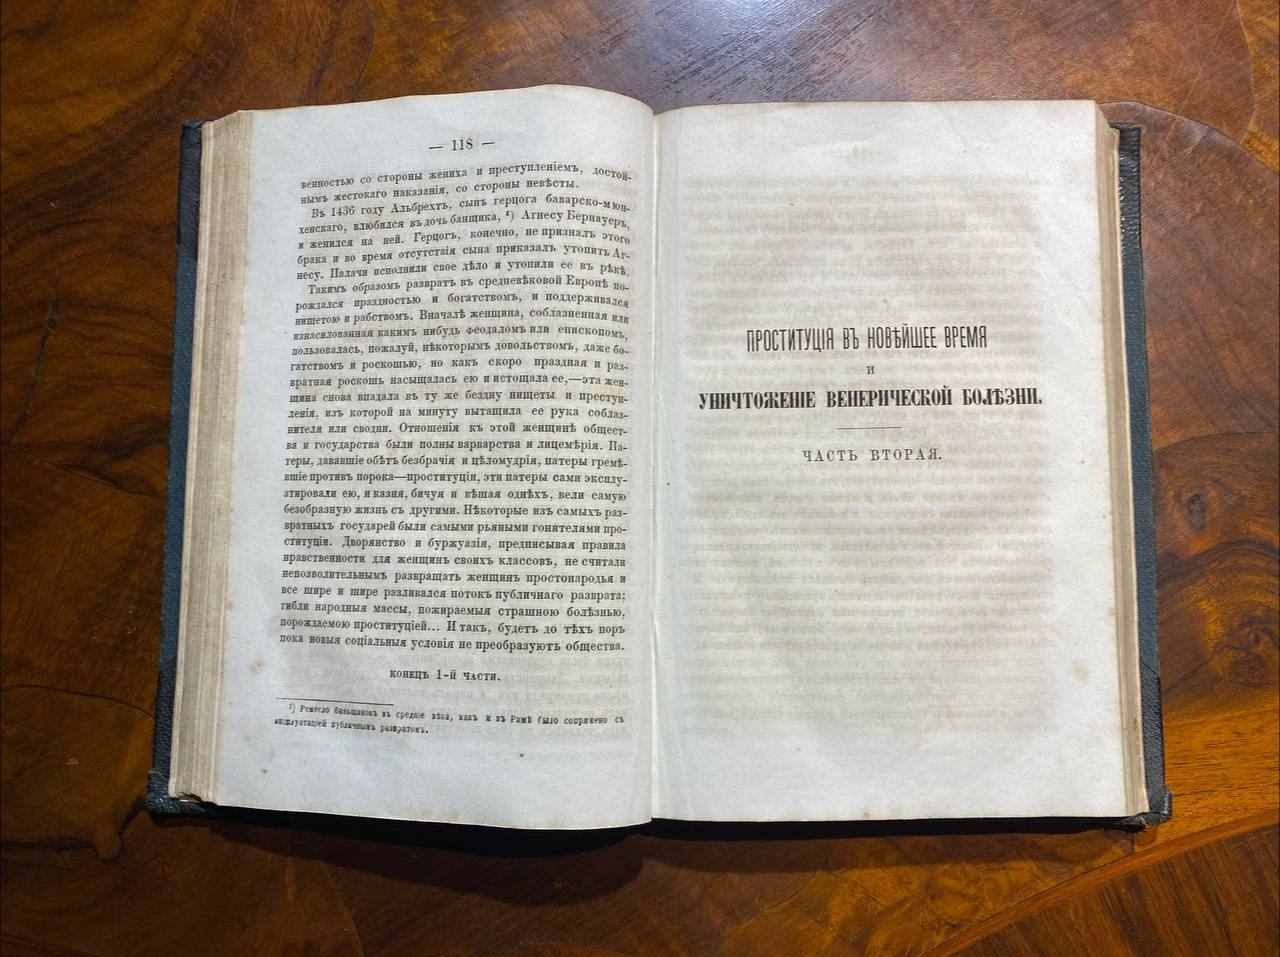 — 118 —
венностью со стороны жениха и преступленіемъ, достой-
нымъ жестокаго наказанія, со стороны невѣсты.
Въ 1436 году Альбрехтъ, сынъ герцога баварско-мюн-
хенскаго, влюбился въ дочь банщика, ¹) Агнесу Бернауеръ,
и женился на ней. Герцогъ, конечно, не призналъ этого
брака и во время отсутствія сына приказалъ утопить Аг-
несу. Палачи исполнили свое дѣло и утопили ее въ рѣкѣ.
Такимъ образомъ развратъ въ средневѣковой Европѣ по-
рождался праздностью и богатствомъ, и поддерживался
нищетою и рабствомъ. Вначалѣ женщина, соблазненная или
изнасилованная какимъ нибудь феодаломъ или епископомъ,
пользовалась, пожалуй, нѣкоторымъ довольствомъ, даже бо-
гатствомъ и роскошью, но какъ скоро праздная и раз-
вратная роскошь насыщалась ею и истощала ее,—эта жен-
щина снова впадала въ ту же бездну нищеты и преступ-
ленія, изъ которой на минуту вытащила ее рука соблаз-
нителя или сводни. Отношенія къ этой женщинѣ общест-
ва и государства были полны варварства и лицемѣрія. Па-
теры, дававшіе обѣтъ безбрачія и цѣломудрія, патеры гремѣ-
вшіе противъ порока—проституція, эти патеры сами эксплу-
атировали ею, и казня, бичуя и вѣшая однѣхъ, вели самую
безобразную жизнь съ другими. Нѣкоторые изъ самыхъ раз-
вратныхъ государей были самыми рьяными гонителями про-
ституціи. Дворянство и буржуазія, предписывая правила
нравственности для женщинъ своихъ классовъ, не считали
непозволительнымъ развращать женщинъ простонародья и
все шире и шире разливался потокъ публичнаго разврата;
гибли народныя массы, пожираемыя страшною болѣзнью,
порождаемою проституціей... И такъ, будетъ до тѣхъ поръ
пока новыя соціальныя условія не преобразуютъ общества.
КОНЕЦЪ 1-Й ЧАСТИ.
¹) Ремесло банщиковъ въ средніе вѣка, какъ и въ Римѣ было сопряжено съ
эксплуатаціей публичнымъ развратомъ.
ПРОСТИТУЦІЯ ВЪ НОВѢЙШЕЕ ВРЕМЯ
И
УНИЧТОЖЕНІЕ ВЕНЕРИЧЕСКОЙ БОЛѢЗНИ.
ЧАСТЬ ВТОРАЯ.